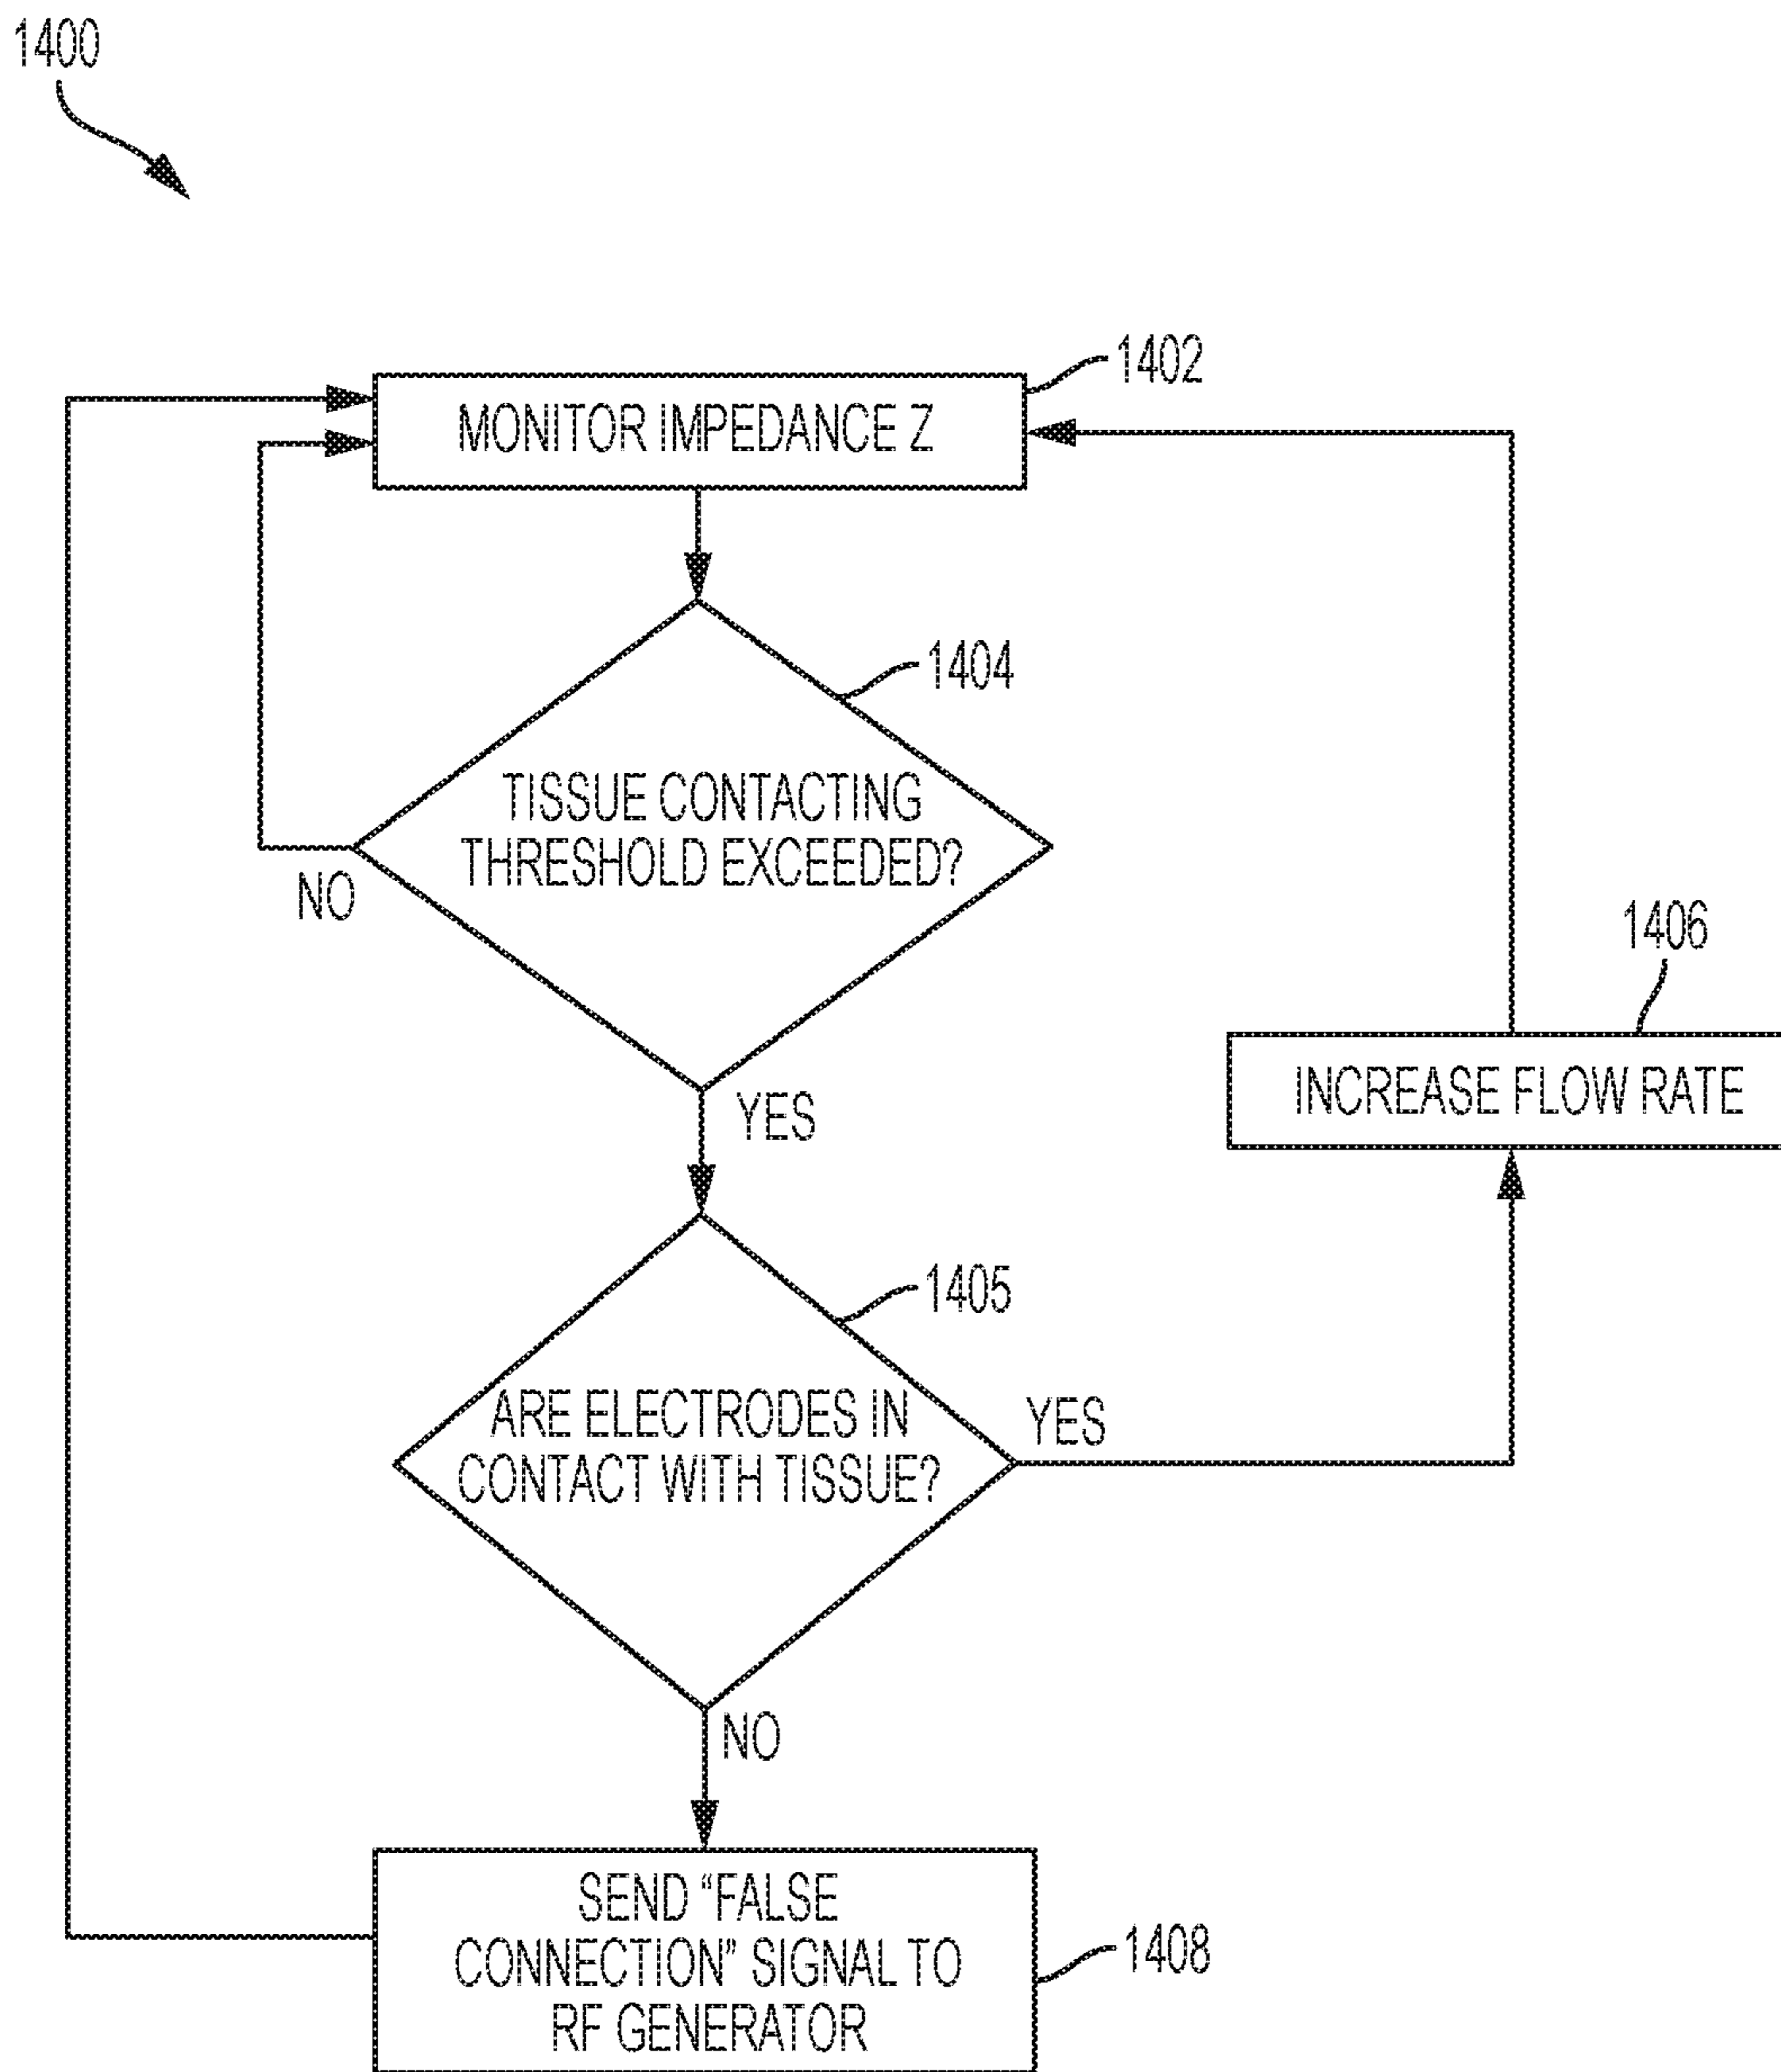 1400
1402
MONITOR IMPEDANCE Z
1404
TISSUE CONTACTING
THRESHOLD EXCEEDED?
NO
1406
INCREASE FLOW RATE
YES
1405
ARE ELECTRODES IN
CONTACT WITH TISSUE?
YES
NO
SEND “FALSE
CONNECTION” SIGNAL TO
RF GENERATOR
1408